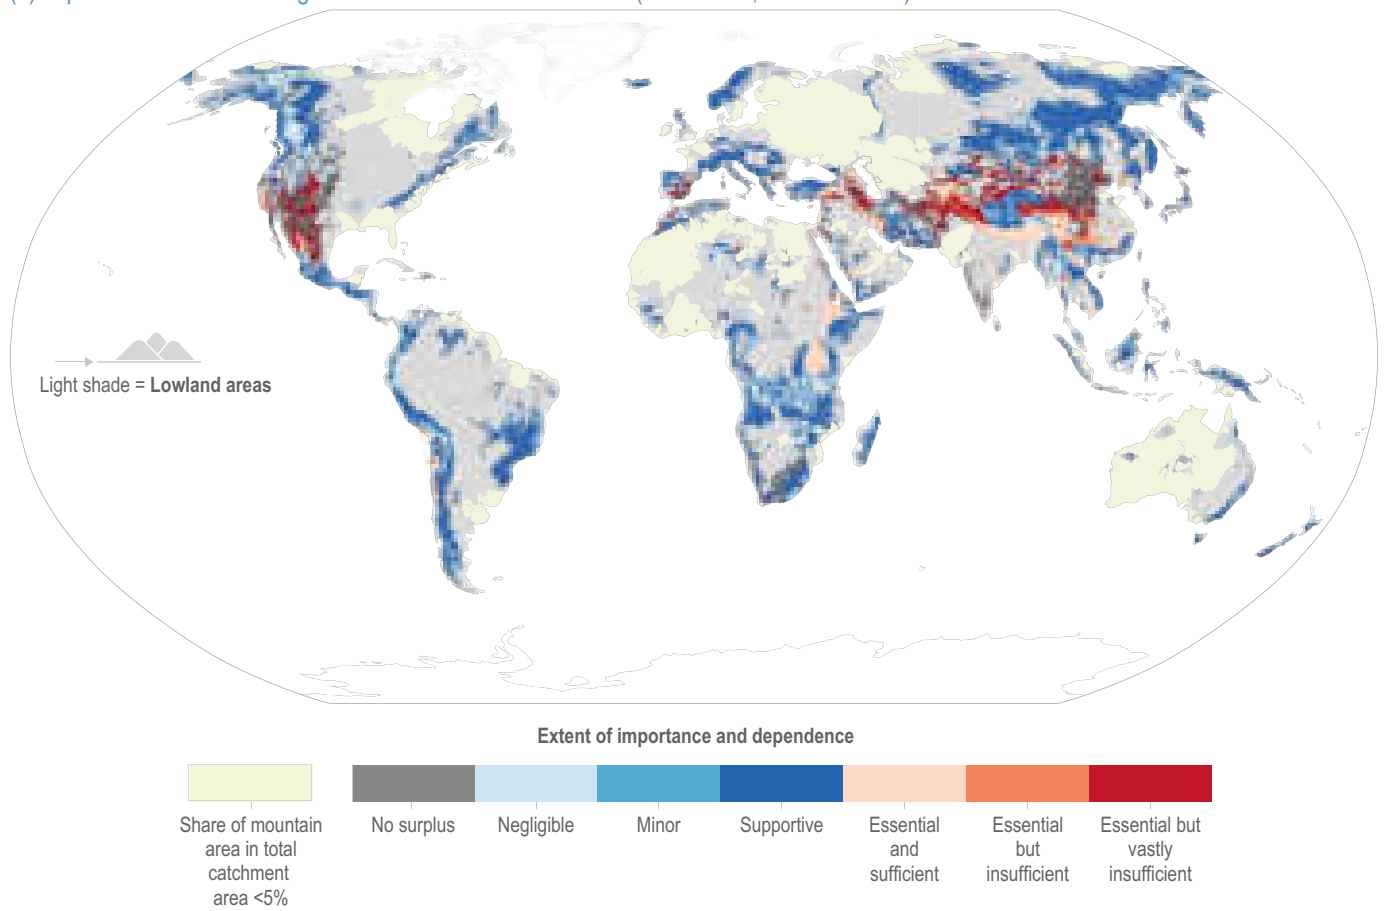 Light shade = Lowland areas
Extent of importance and dependence
Share of mountain
area in total
catchment
area <5%
No surplus
Negligible
Minor
Supportive
Essential
and
sufficient
Essential
but
insufficient
Essential but
vastly
insufficient